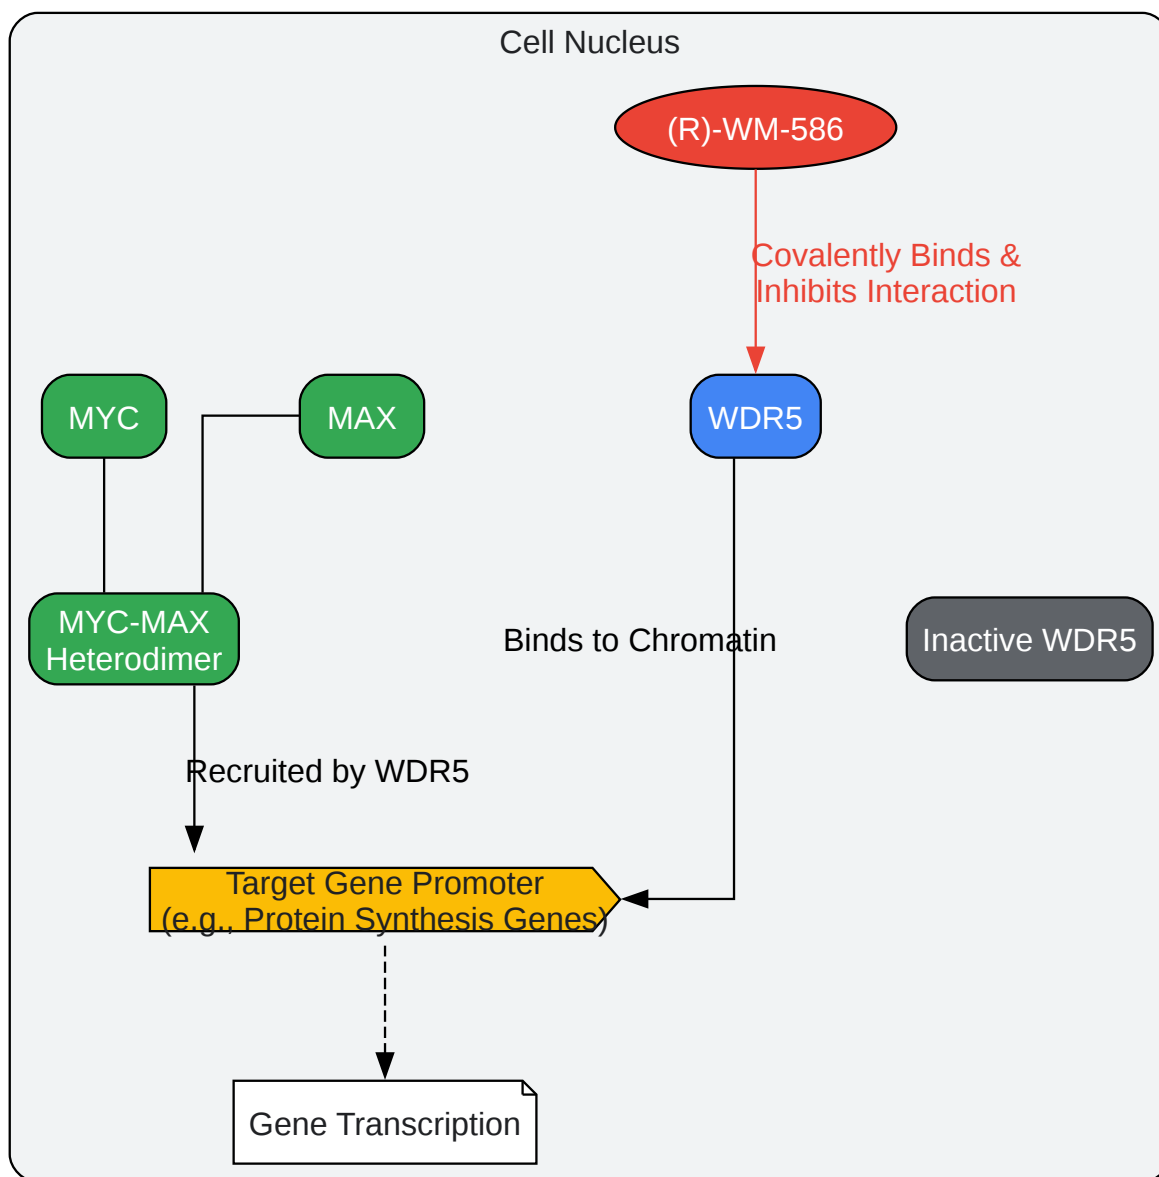 Cell Nucleus
(R)-WM-586
Covalently Binds &
Inhibits Interaction
MYC
MAX
WDR5
MYC-MAX
Heterodimer
Binds to Chromatin
Inactive WDR5
Recruited by WDR5
Target Gene Promoter
(e.g., Protein Synthesis Genes)
Gene Transcription